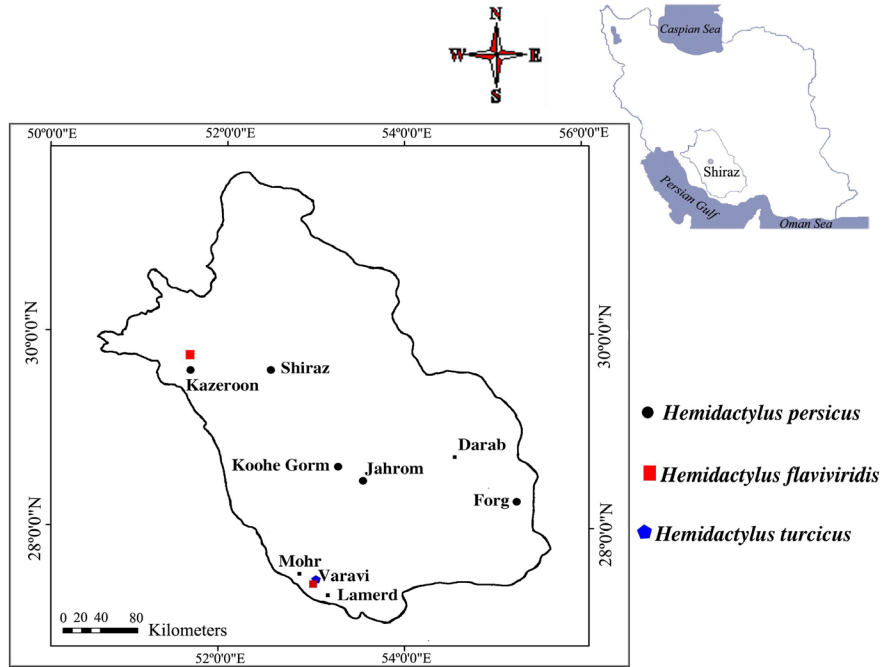 N
W E
S
Caspian Sea
Shiraz
Persian Gulf
Oman Sea
50°0'0"E 52°0'0"E 54°0'0"E 56°0'0"E
30°0'0"N
30°0'0"N
28°0'0"N
28°0'0"N
Kazeroon
Shiraz
Koohe Gorm
Jahrom
Darab
Forg
Mohr
Varavi
Lamerd
0 20 40 80
Kilometers
52°0'0"E 54°0'0"E
Hemidactylus persicus
Hemidactylus flaviviridis
Hemidactylus turcicus